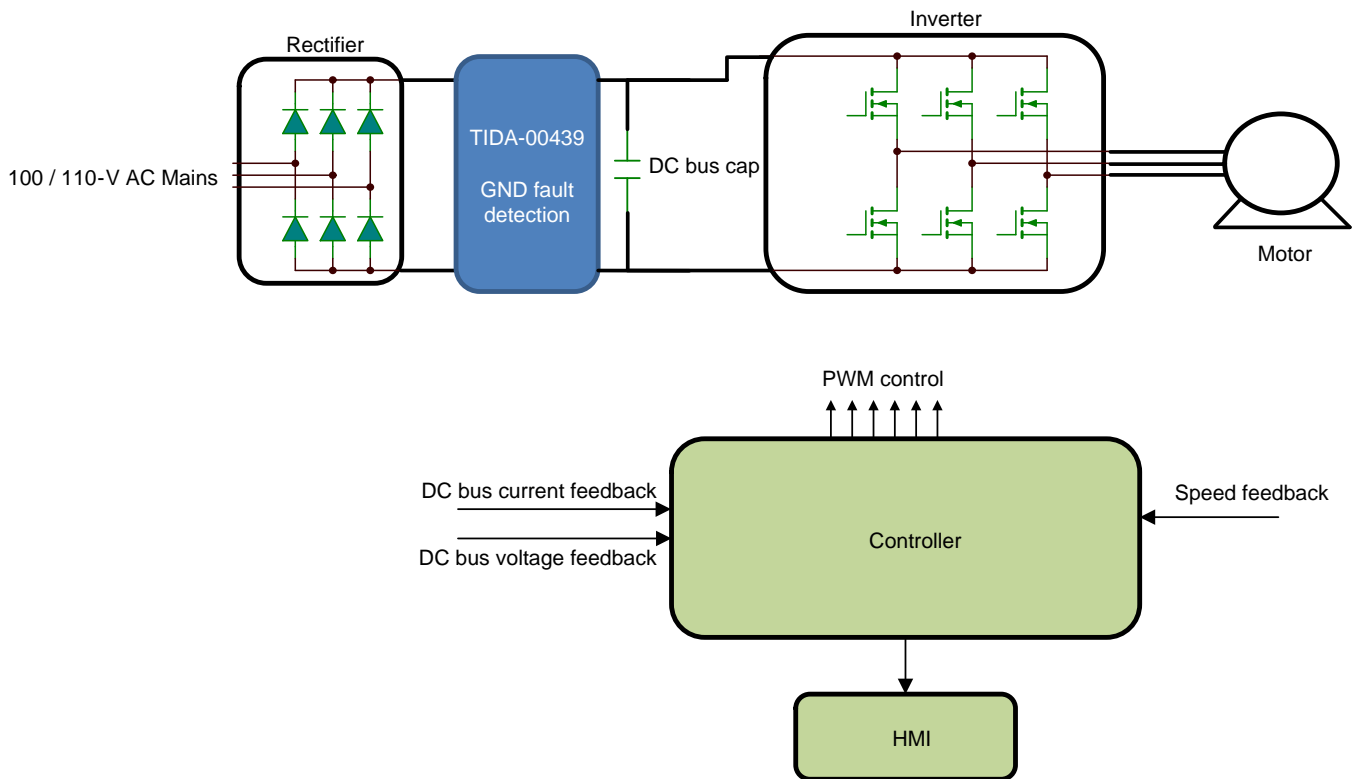 Inverter
Rectifier
TIDA-00439
GND fault
detection
DC bus cap
100 / 110-V AC Mains
Motor
PWM control
DC bus current feedback
DC bus voltage feedback
Speed feedback
Controller
HMI